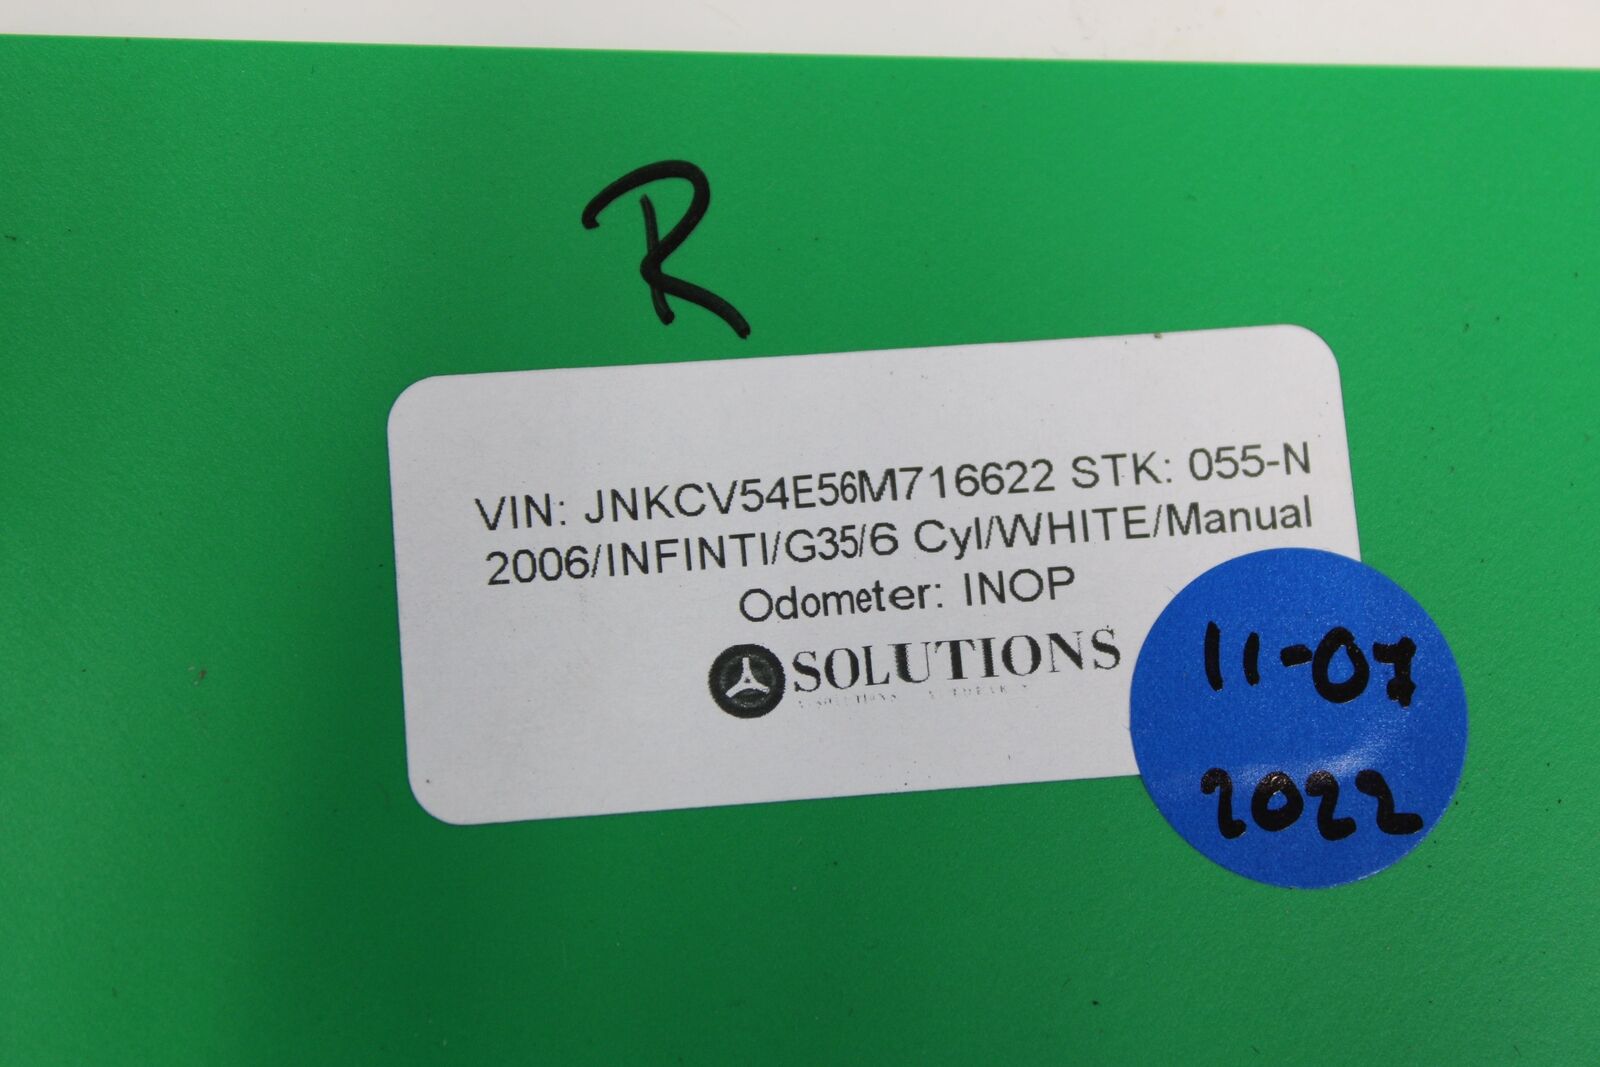 R
VIN: JNKCV54E56M716622 STK: 055-N
2006/INFINTI/G35/6 Cyl/WHITE/Manual
Odometer: INOP
SOLUTIONS
11-07
2022